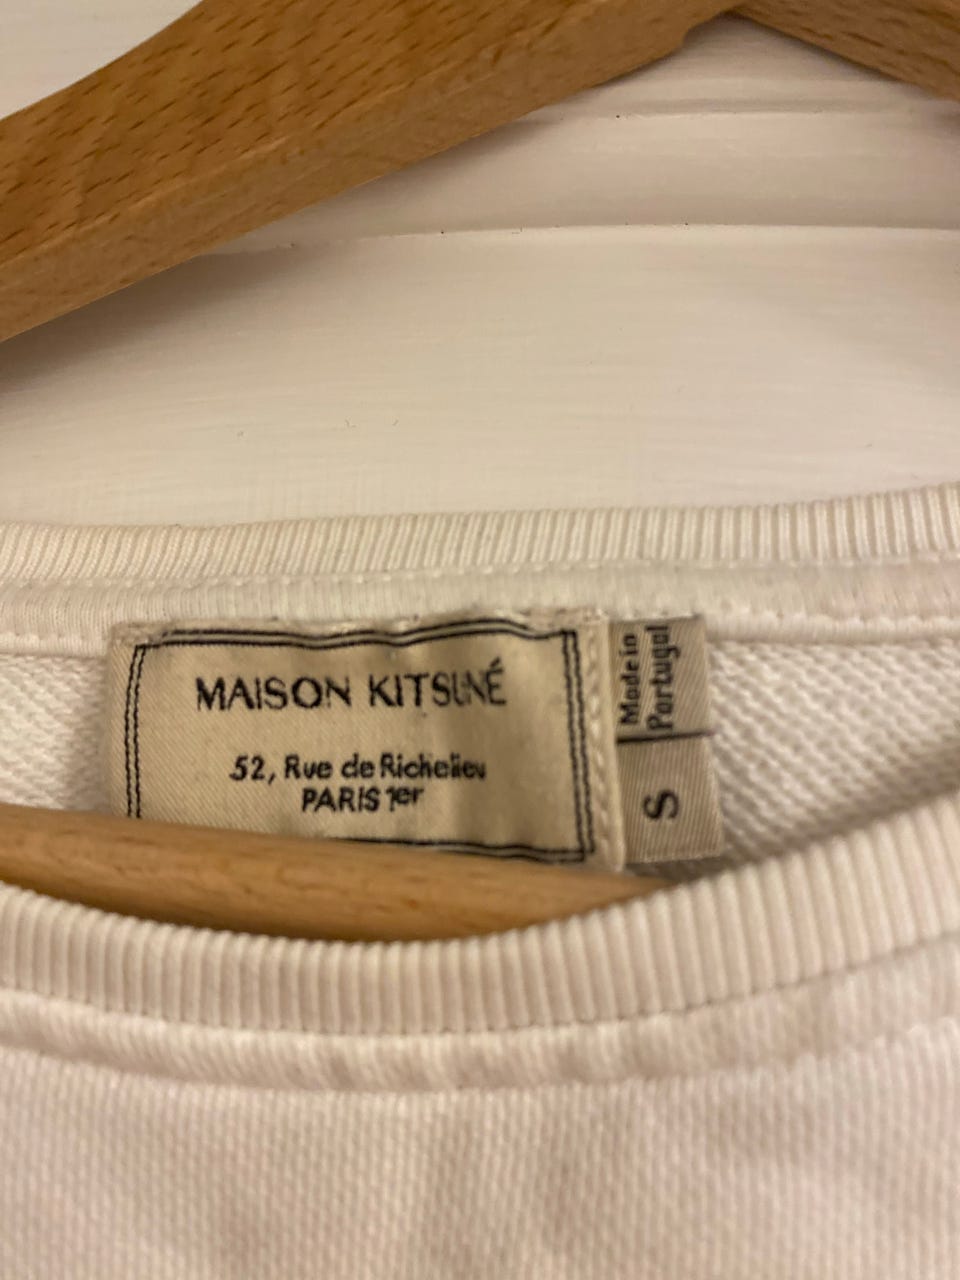 MAISON KITSUNÉ
52, Rue de Richelieu
PARIS 1er
Made in
Portugal
S